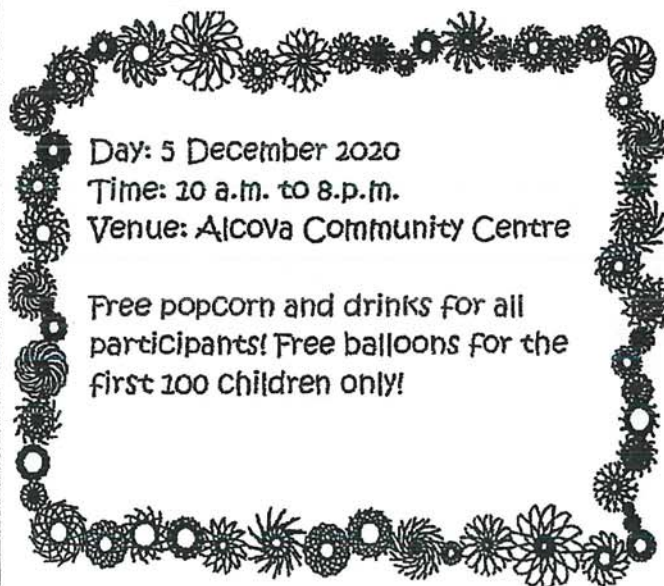 Day: 5 December 2020
Time: 10 a.m. to 8.p.m.
Venue: Alcova Community Centre
Free popcorn and drinks for all
participants! Free balloons for the
first 100 children only!